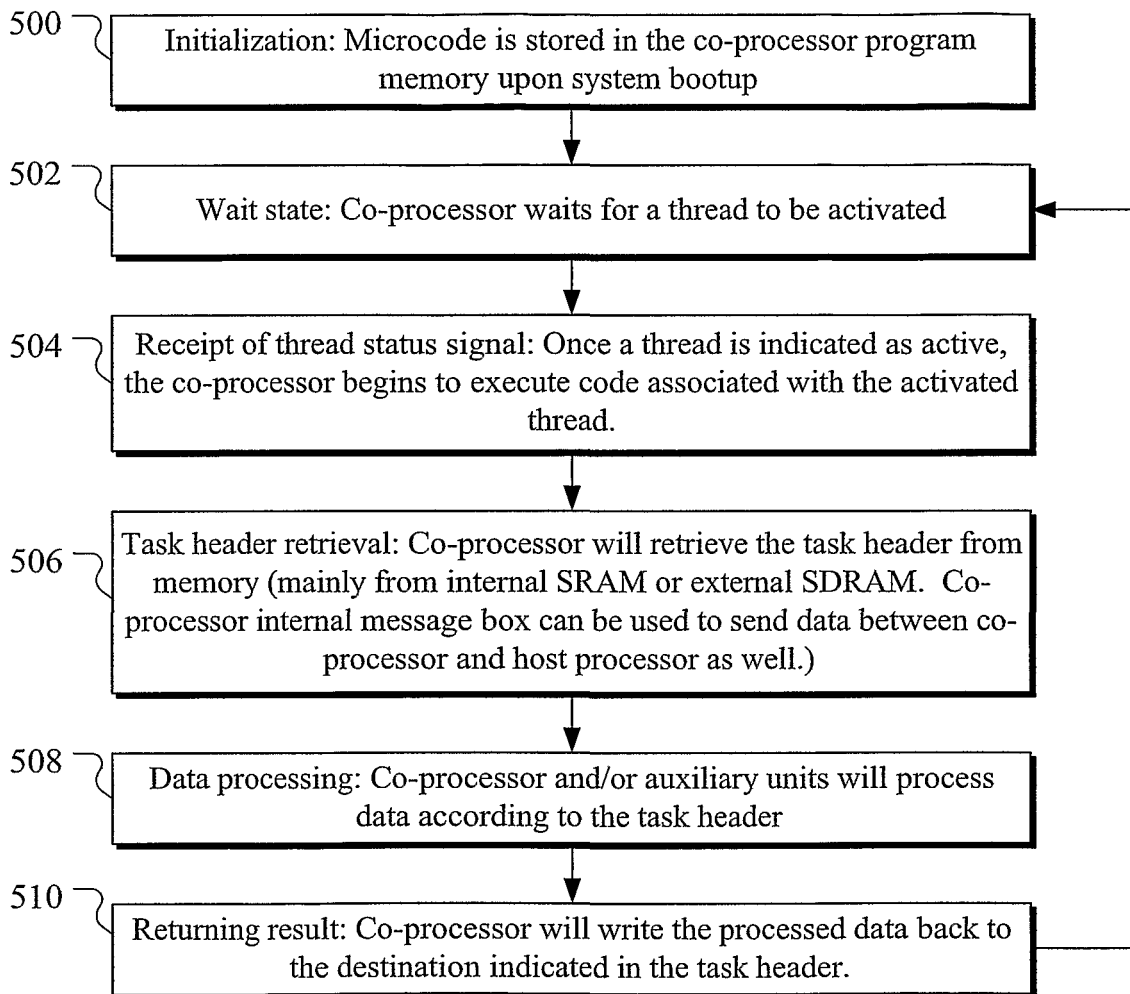 500
Initialization: Microcode is stored in the co-processor program
memory upon system bootup
502
Wait state: Co-processor waits for a thread to be activated
504
Receipt of thread status signal: Once a thread is indicated as active,
the co-processor begins to execute code associated with the activated
thread.
506
Task header retrieval: Co-processor will retrieve the task header from
memory (mainly from internal SRAM or external SDRAM. Co-
processor internal message box can be used to send data between co-
processor and host processor as well.)
508
Data processing: Co-processor and/or auxiliary units will process
data according to the task header
510
Returning result: Co-processor will write the processed data back to
the destination indicated in the task header.